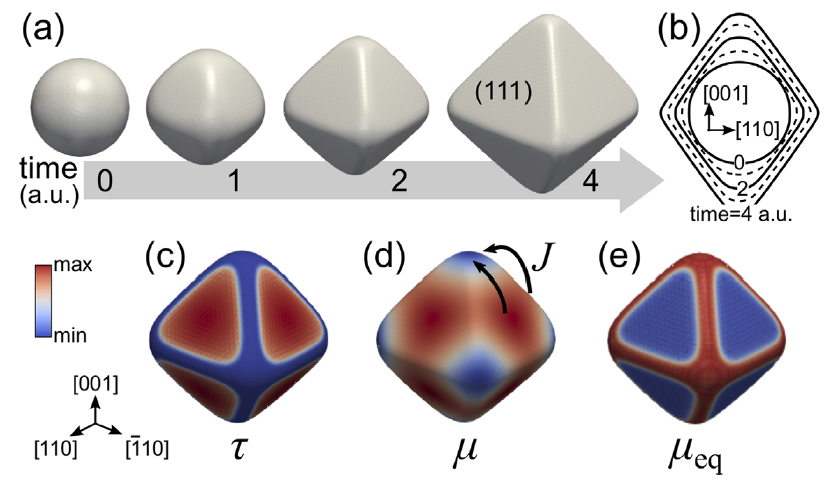 (a)
(b)
(111)
[001]
[110]
0
2
time=4 a.u.
time
(a.u.)
0
1
2
4
max
min
(c)
(d)
J
(e)
[001]
[110]
[1̄10]
τ
μ
μeq